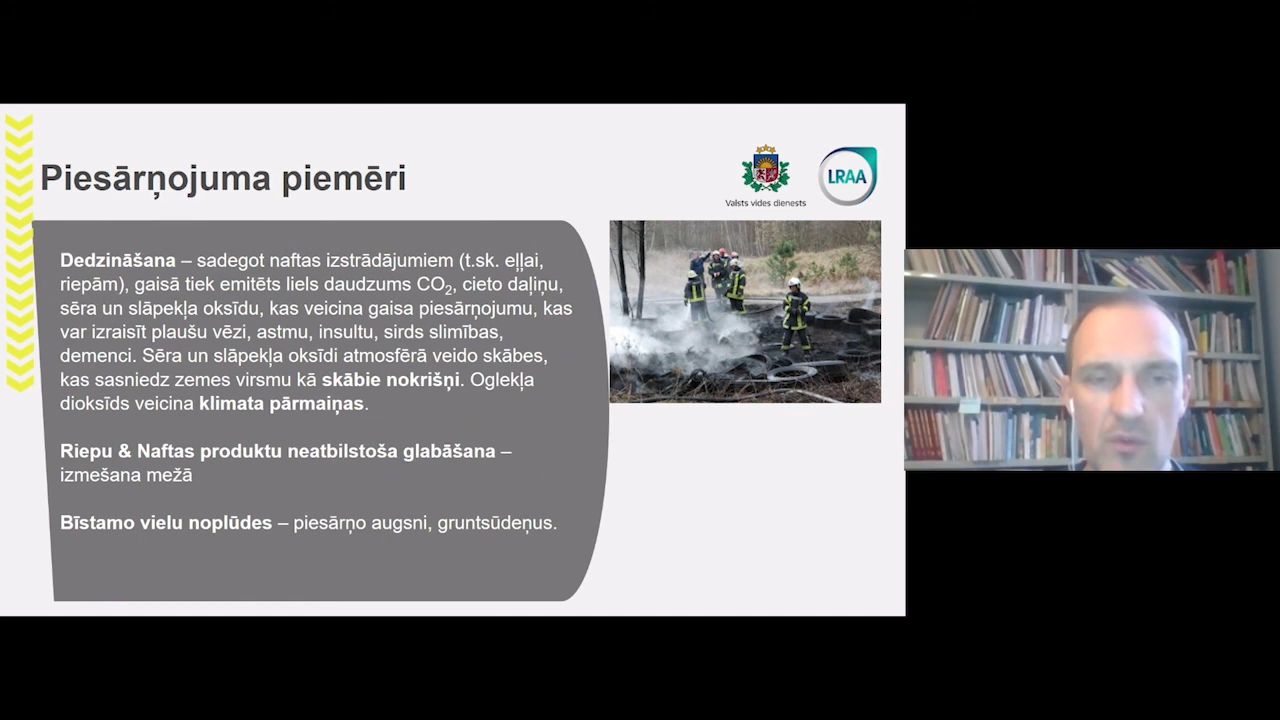 Piesārņojuma piemēri
Valsts vides dienests
LRAA
Dedzināšana – sadegot naftas izstrādājumiem (t.sk. eļļai,
riepām), gaisā tiek emitēts liels daudzums CO₂, cieto daļiņu,
sēra un slāpekļa oksīdu, kas veicina gaisa piesārņojumu, kas
var izraisīt plaušu vēzi, astmu, insultu, sirds slimības,
demenci. Sēra un slāpekļa oksīdi atmosfērā veido skābes,
kas sasniedz zemes virsmu kā skābie nokrišņi. Oglekļa
dioksīds veicina klimata pārmaiņas.
Riepu & Naftas produktu neatbilstoša glabāšana –
izmešana mežā
Bīstamo vielu noplūdes – piesārņo augsni, gruntsūdeņus.